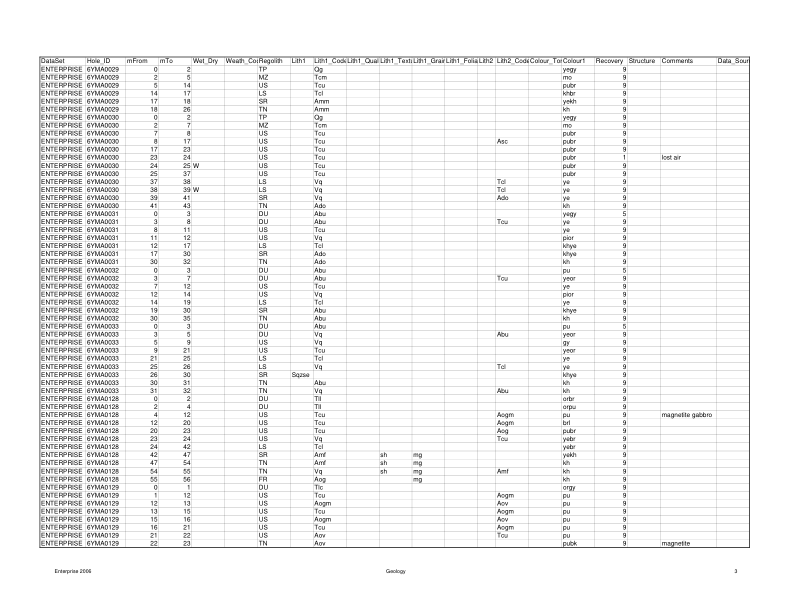 DataSet Hole_ID mFrom mTo Wet_Dry Weath_Co Regolith Lith1 Lith1_Code Lith1_Qual Lith1_Text Lith1_Grain Lith1_Folia Lith2 Lith2_Code Colour_Ton Colour1 Recovery Structure Comments Data_Sour
ENTERPRISE 6YMA0029 0 2 TP Qg yegy 9
ENTERPRISE 6YMA0029 2 5 MZ Tcm mo 9
ENTERPRISE 6YMA0029 5 14 US Tcu pubr 9
ENTERPRISE 6YMA0029 14 17 LS Tcl khbr 9
ENTERPRISE 6YMA0029 17 18 SR Amm yekh 9
ENTERPRISE 6YMA0029 18 26 TN Amm kh 9
ENTERPRISE 6YMA0030 0 2 TP Qg yegy 9
ENTERPRISE 6YMA0030 2 7 MZ Tcm mo 9
ENTERPRISE 6YMA0030 7 8 US Tcu pubr 9
ENTERPRISE 6YMA0030 8 17 US Tcu Asc pubr 9
ENTERPRISE 6YMA0030 17 23 US Tcu pubr 9
ENTERPRISE 6YMA0030 23 24 US Tcu pubr 1 lost air
ENTERPRISE 6YMA0030 24 25 W US Tcu pubr 9
ENTERPRISE 6YMA0030 25 37 US Tcu pubr 9
ENTERPRISE 6YMA0030 37 38 LS Vq Tcl ye 9
ENTERPRISE 6YMA0030 38 39 W LS Vq Tcl ye 9
ENTERPRISE 6YMA0030 39 41 SR Vq Ado ye 9
ENTERPRISE 6YMA0030 41 43 TN Ado kh 9
ENTERPRISE 6YMA0031 0 3 DU Abu yegy 5
ENTERPRISE 6YMA0031 3 8 DU Abu Tcu ye 9
ENTERPRISE 6YMA0031 8 11 US Tcu ye 9
ENTERPRISE 6YMA0031 11 12 US Vq pior 9
ENTERPRISE 6YMA0031 12 17 LS Tcl khye 9
ENTERPRISE 6YMA0031 17 30 SR Ado khye 9
ENTERPRISE 6YMA0031 30 32 TN Ado kh 9
ENTERPRISE 6YMA0032 0 3 DU Abu pu 5
ENTERPRISE 6YMA0032 3 7 DU Abu Tcu yeor 9
ENTERPRISE 6YMA0032 7 12 US Tcu ye 9
ENTERPRISE 6YMA0032 12 14 US Vq pior 9
ENTERPRISE 6YMA0032 14 19 LS Tcl ye 9
ENTERPRISE 6YMA0032 19 30 SR Abu khye 9
ENTERPRISE 6YMA0032 30 35 TN Abu kh 9
ENTERPRISE 6YMA0033 0 3 DU Abu pu 5
ENTERPRISE 6YMA0033 3 5 DU Vq Abu yeor 9
ENTERPRISE 6YMA0033 5 9 US Vq gy 9
ENTERPRISE 6YMA0033 9 21 US Tcu yeor 9
ENTERPRISE 6YMA0033 21 25 LS Tcl ye 9
ENTERPRISE 6YMA0033 25 26 LS Vq Tcl ye 9
ENTERPRISE 6YMA0033 26 30 SR Sqzse khye 9
ENTERPRISE 6YMA0033 30 31 TN Abu kh 9
ENTERPRISE 6YMA0033 31 32 TN Vq Abu kh 9
ENTERPRISE 6YMA0128 0 2 DU Tll orbr 9
ENTERPRISE 6YMA0128 2 4 DU Tll orpu 9
ENTERPRISE 6YMA0128 4 12 US Tcu Aogm pu 9 magnetite gabbro
ENTERPRISE 6YMA0128 12 20 US Tcu Aogm brl 9
ENTERPRISE 6YMA0128 20 23 US Tcu Aog pubr 9
ENTERPRISE 6YMA0128 23 24 US Vq Tcu yebr 9
ENTERPRISE 6YMA0128 24 42 LS Tcl yebr 9
ENTERPRISE 6YMA0128 42 47 SR Amf sh mg yekh 9
ENTERPRISE 6YMA0128 47 54 TN Amf sh mg kh 9
ENTERPRISE 6YMA0128 54 55 TN Vq sh mg Amf kh 9
ENTERPRISE 6YMA0128 55 56 FR Aog mg kh 9
ENTERPRISE 6YMA0129 0 1 DU Tlc orgy 9
ENTERPRISE 6YMA0129 1 12 US Tcu Aogm pu 9
ENTERPRISE 6YMA0129 12 13 US Aogm Aov pu 9
ENTERPRISE 6YMA0129 13 15 US Tcu Aogm pu 9
ENTERPRISE 6YMA0129 15 16 US Aogm Aov pu 9
ENTERPRISE 6YMA0129 16 21 US Tcu Aogm pu 9
ENTERPRISE 6YMA0129 21 22 US Aov Tcu pu 9
ENTERPRISE 6YMA0129 22 23 TN Aov pubk 9 magnetite
Enterprise 2006 Geology 3